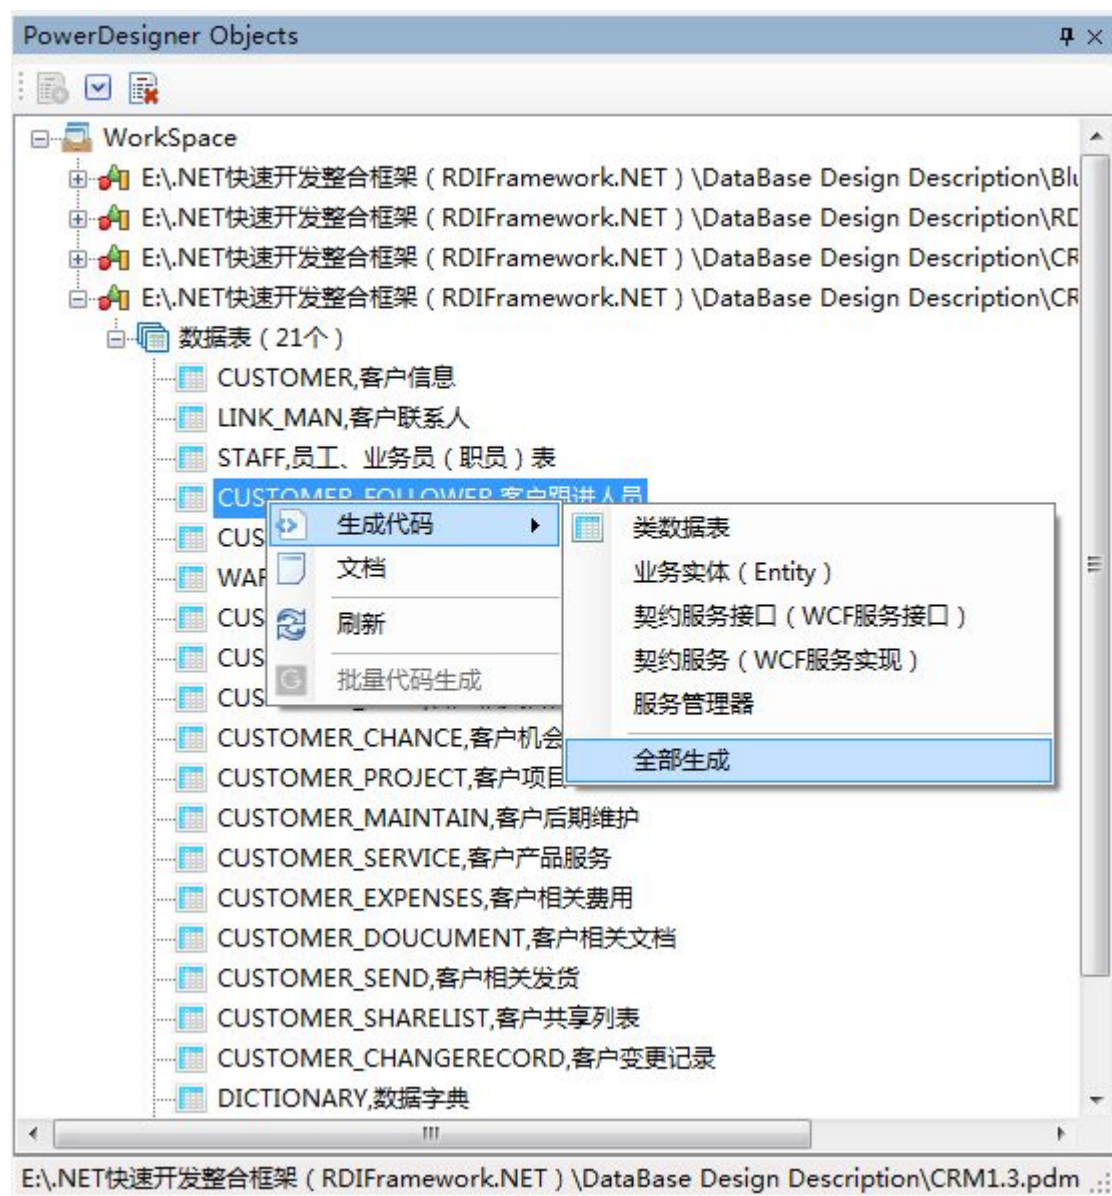 PowerDesigner Objects
WorkSpace
E:\.NET快速开发整合框架（RDIFramework.NET）\DataBase Design Description\Blu
E:\.NET快速开发整合框架（RDIFramework.NET）\DataBase Design Description\RD
E:\.NET快速开发整合框架（RDIFramework.NET）\DataBase Design Description\CR
E:\.NET快速开发整合框架（RDIFramework.NET）\DataBase Design Description\CR
数据表（21个）
CUSTOMER,客户信息
LINK_MAN,客户联系人
STAFF,员工、业务员（职员）表
CUSTOMER_FOLLOWER,客户跟进人员
生成代码
类数据表
CUS
文档
业务实体（Entity）
WAR
CUS
刷新
契约服务接口（WCF服务接口）
CUS
契约服务（WCF服务实现）
CUS
批量代码生成
服务管理器
CUSTOMER_CHANCE,客户机会
全部生成
CUSTOMER_PROJECT,客户项目
CUSTOMER_MAINTAIN,客户后期维护
CUSTOMER_SERVICE,客户产品服务
CUSTOMER_EXPENSES,客户相关费用
CUSTOMER_DOUCUMENT,客户相关文档
CUSTOMER_SEND,客户相关发货
CUSTOMER_SHARELIST,客户共享列表
CUSTOMER_CHANGERECORD,客户变更记录
DICTIONARY,数据字典
E:\.NET快速开发整合框架（RDIFramework.NET）\DataBase Design Description\CRM1.3.pdm